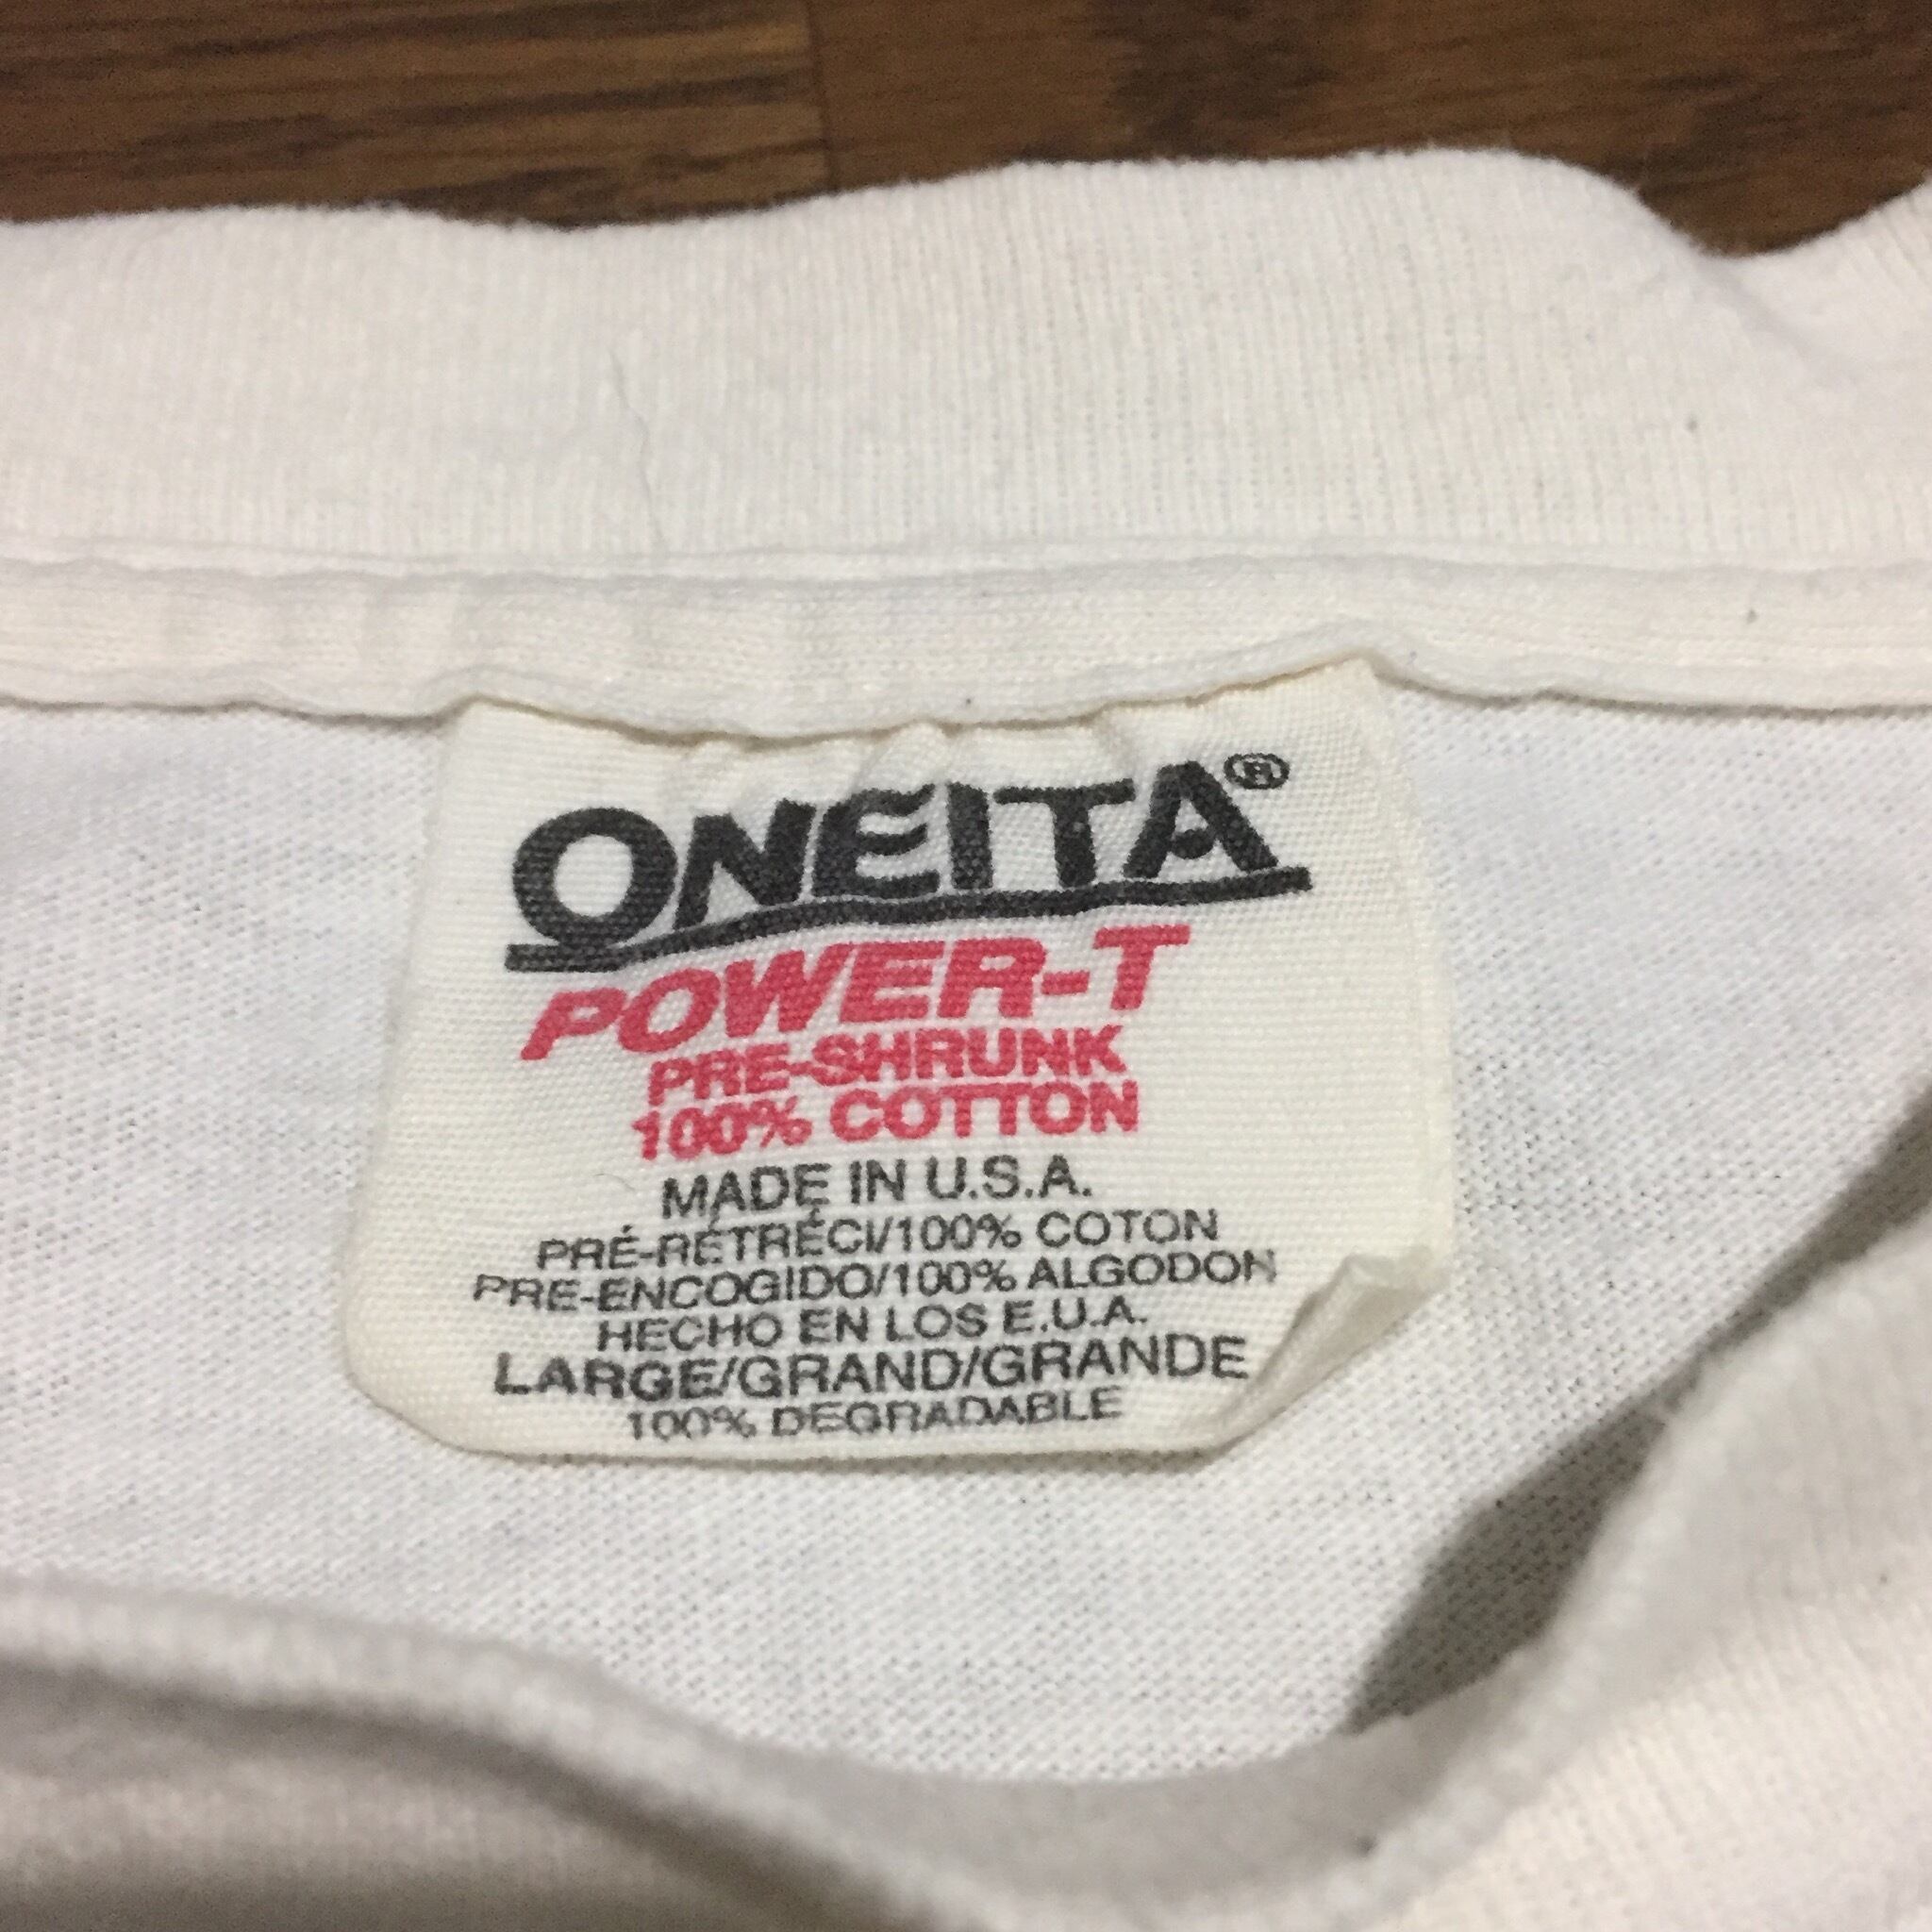 ONEITA®
POWER-T
PRE-SHRUNK
100% COTTON
MADE IN U.S.A.
PRÉ-RÉTRÉCI/100% COTON
PRE-ENCOGIDO/100% ALGODON
HECHO EN LOS E.U.A.
LARGE/GRAND/GRANDE
100% DEGRADABLE